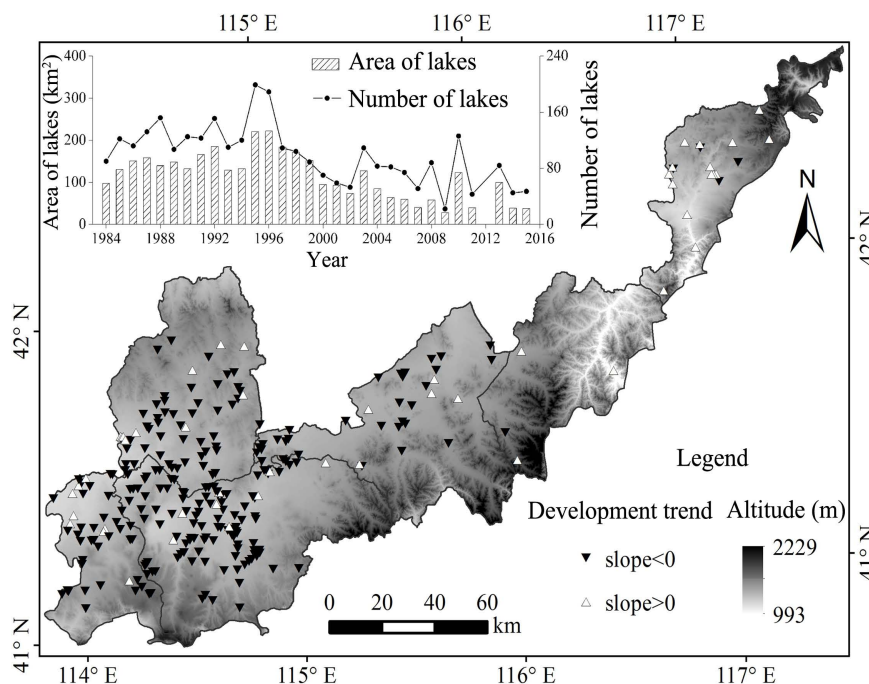 115° E 116° E 117° E
400 240
Area of lakes
300 Number of lakes 160
200
100 80
0 0
Area of lakes (km²)
Number of lakes
1984 1988 1992 1996 2000 2004 2008 2012 2016
Year
N
42° N
42° N
Legend
Development trend Altitude (m)
slope<0 2229
slope>0 993
41° N
0 20 40 60
km
41° N
114° E 115° E 116° E 117° E